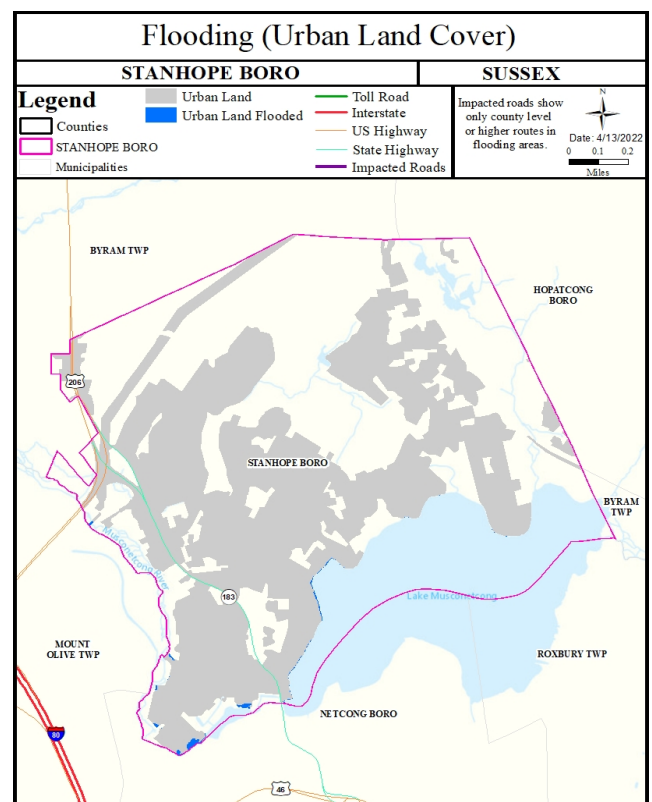 Flooding (Urban Land Cover)
STANHOPE BORO
SUSSEX
Legend
Counties
STANHOPE BORO
Municipalities
Urban Land
Urban Land Flooded
Toll Road
Interstate
US Highway
State Highway
Impacted Roads
Impacted roads show
only county level
or higher routes in
flooding areas.
N
Date: 4/13/2022
0 0.1 0.2
Miles
BYRAM TWP
HOPATCONG
BORO
206
STANHOPE BORO
BYRAM
TWP
Musconetcong River
183
Lake Musconetcong
MOUNT
OLIVE TWP
ROXBURY TWP
NETCONG BORO
80
46